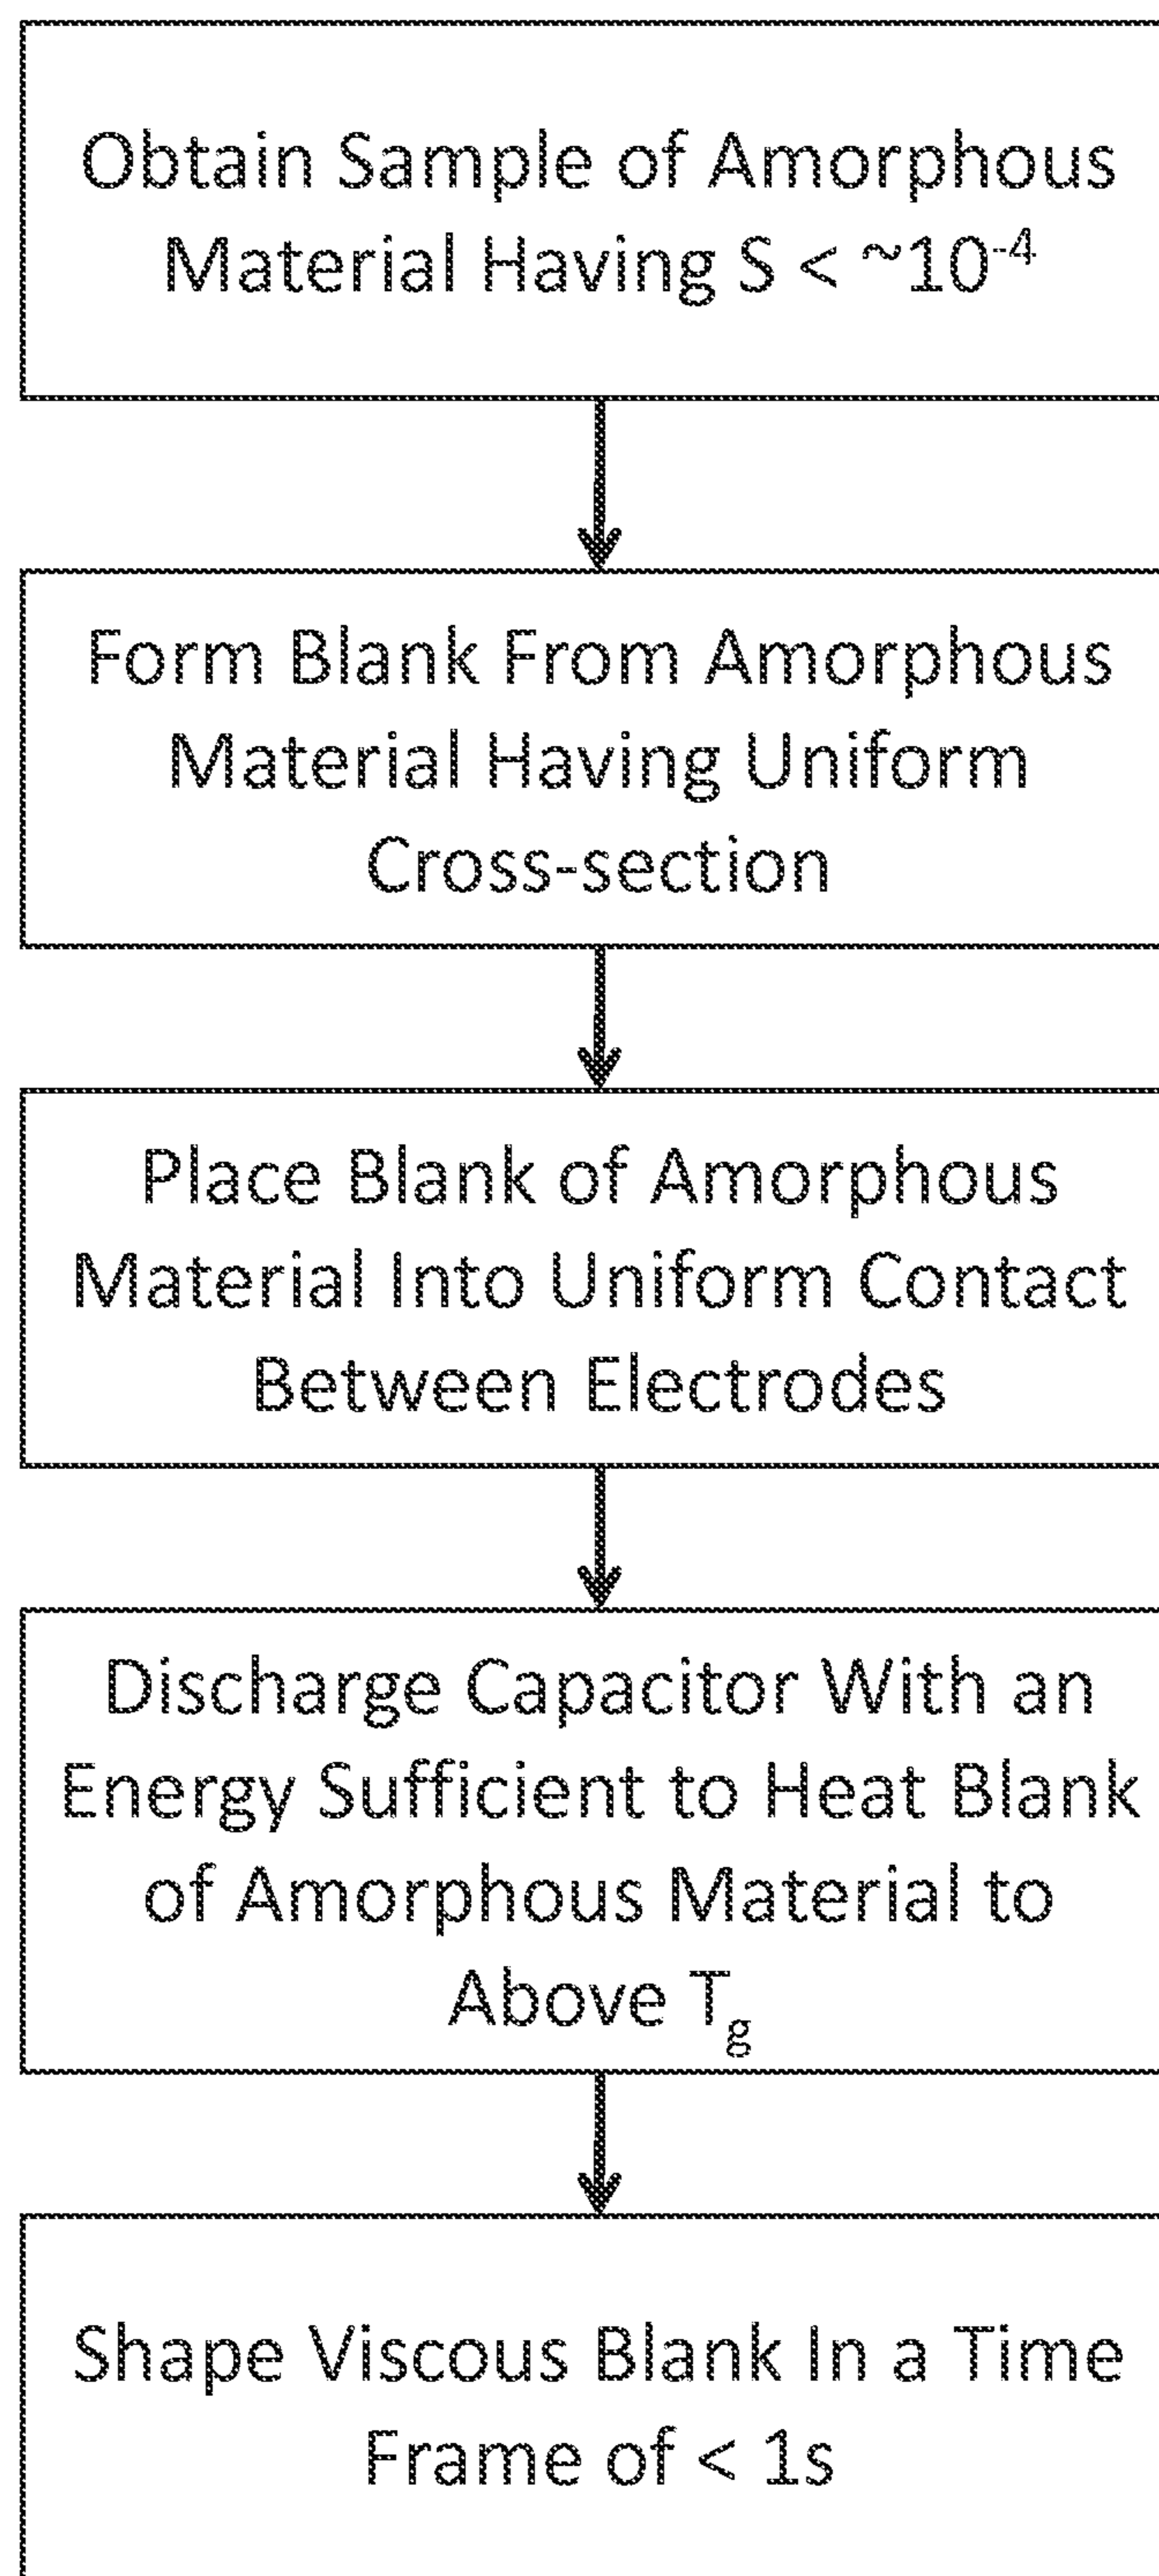 Obtain Sample of Amorphous
Material Having S < ~10⁻⁴
Form Blank From Amorphous
Material Having Uniform
Cross-section
Place Blank of Amorphous
Material Into Uniform Contact
Between Electrodes
Discharge Capacitor With an
Energy Sufficient to Heat Blank
of Amorphous Material to
Above Tg
Shape Viscous Blank In a Time
Frame of < 1s